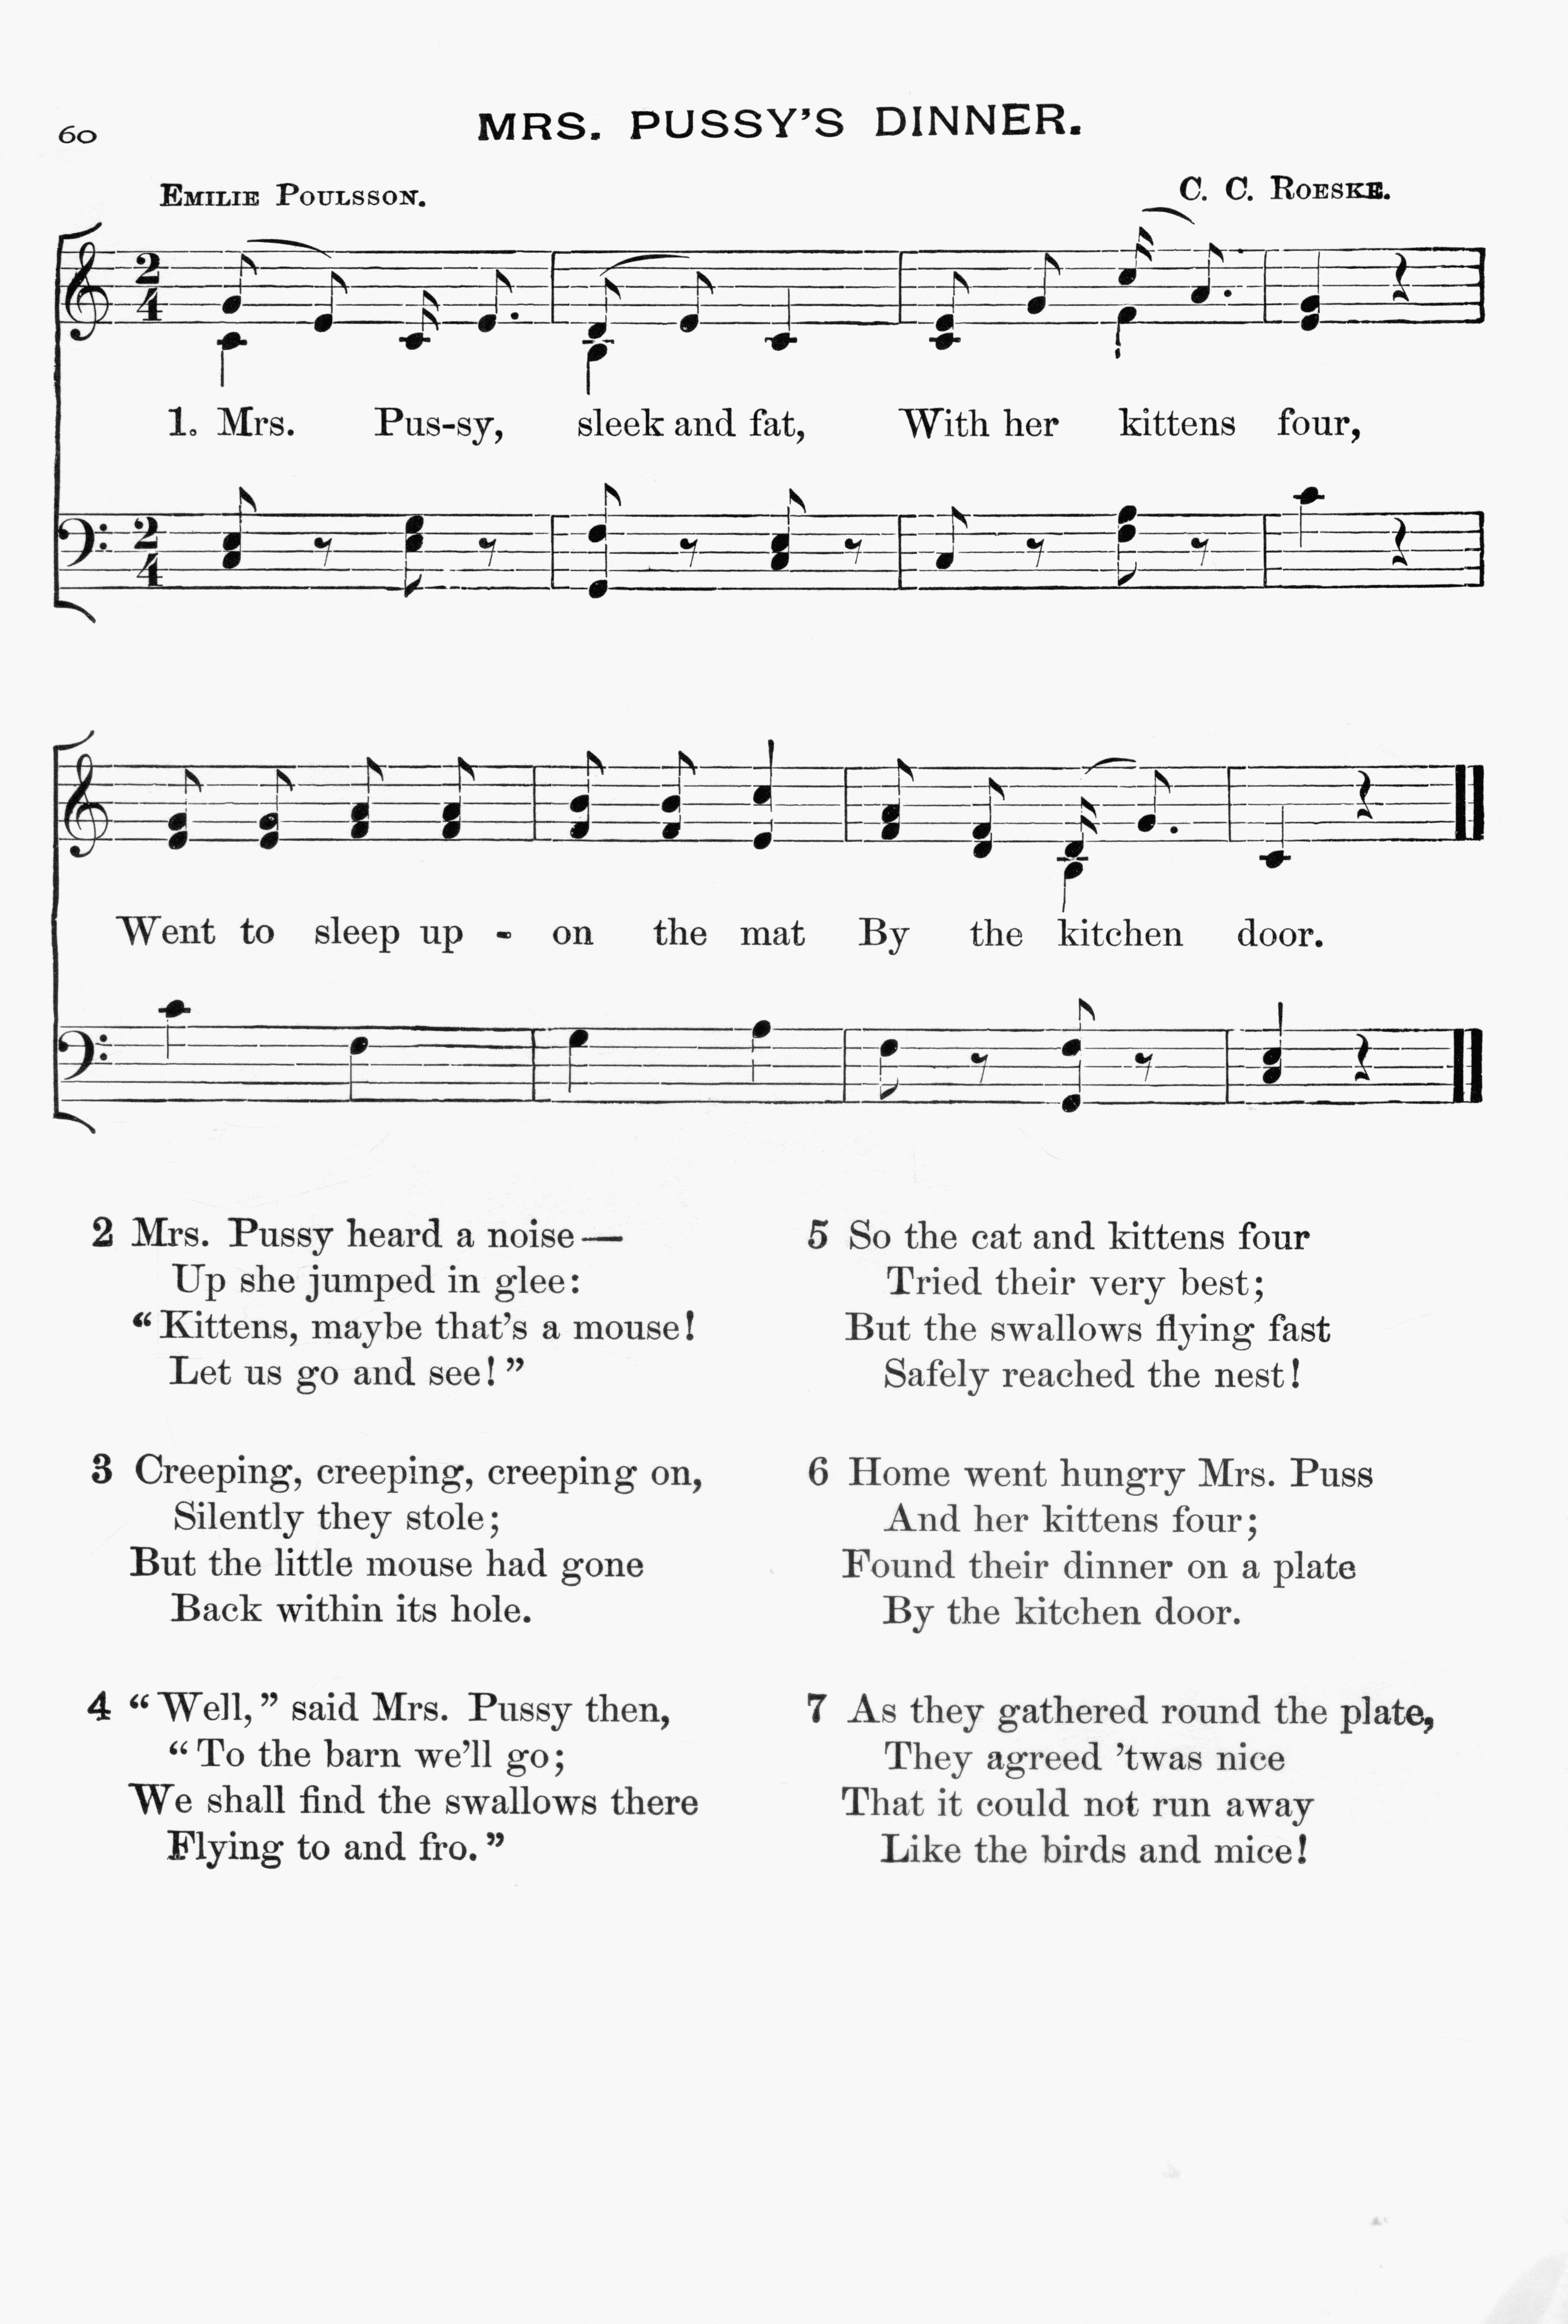 60
MRS. PUSSY'S DINNER.
EMILIE POULSSON.
C. C. ROESKE.
2
4
1. Mrs. Pus-sy, sleek and fat, With her kittens four,
2
4
Went to sleep up - on the mat By the kitchen door.
2 Mrs. Pussy heard a noise—
Up she jumped in glee:
“Kittens, maybe that’s a mouse!
Let us go and see!”
3 Creeping, creeping, creeping on,
Silently they stole;
But the little mouse had gone
Back within its hole.
4 “Well,” said Mrs. Pussy then,
“To the barn we’ll go;
We shall find the swallows there
Flying to and fro.”
5 So the cat and kittens four
Tried their very best;
But the swallows flying fast
Safely reached the nest!
6 Home went hungry Mrs. Puss
And her kittens four;
Found their dinner on a plate
By the kitchen door.
7 As they gathered round the plate,
They agreed ’twas nice
That it could not run away
Like the birds and mice!